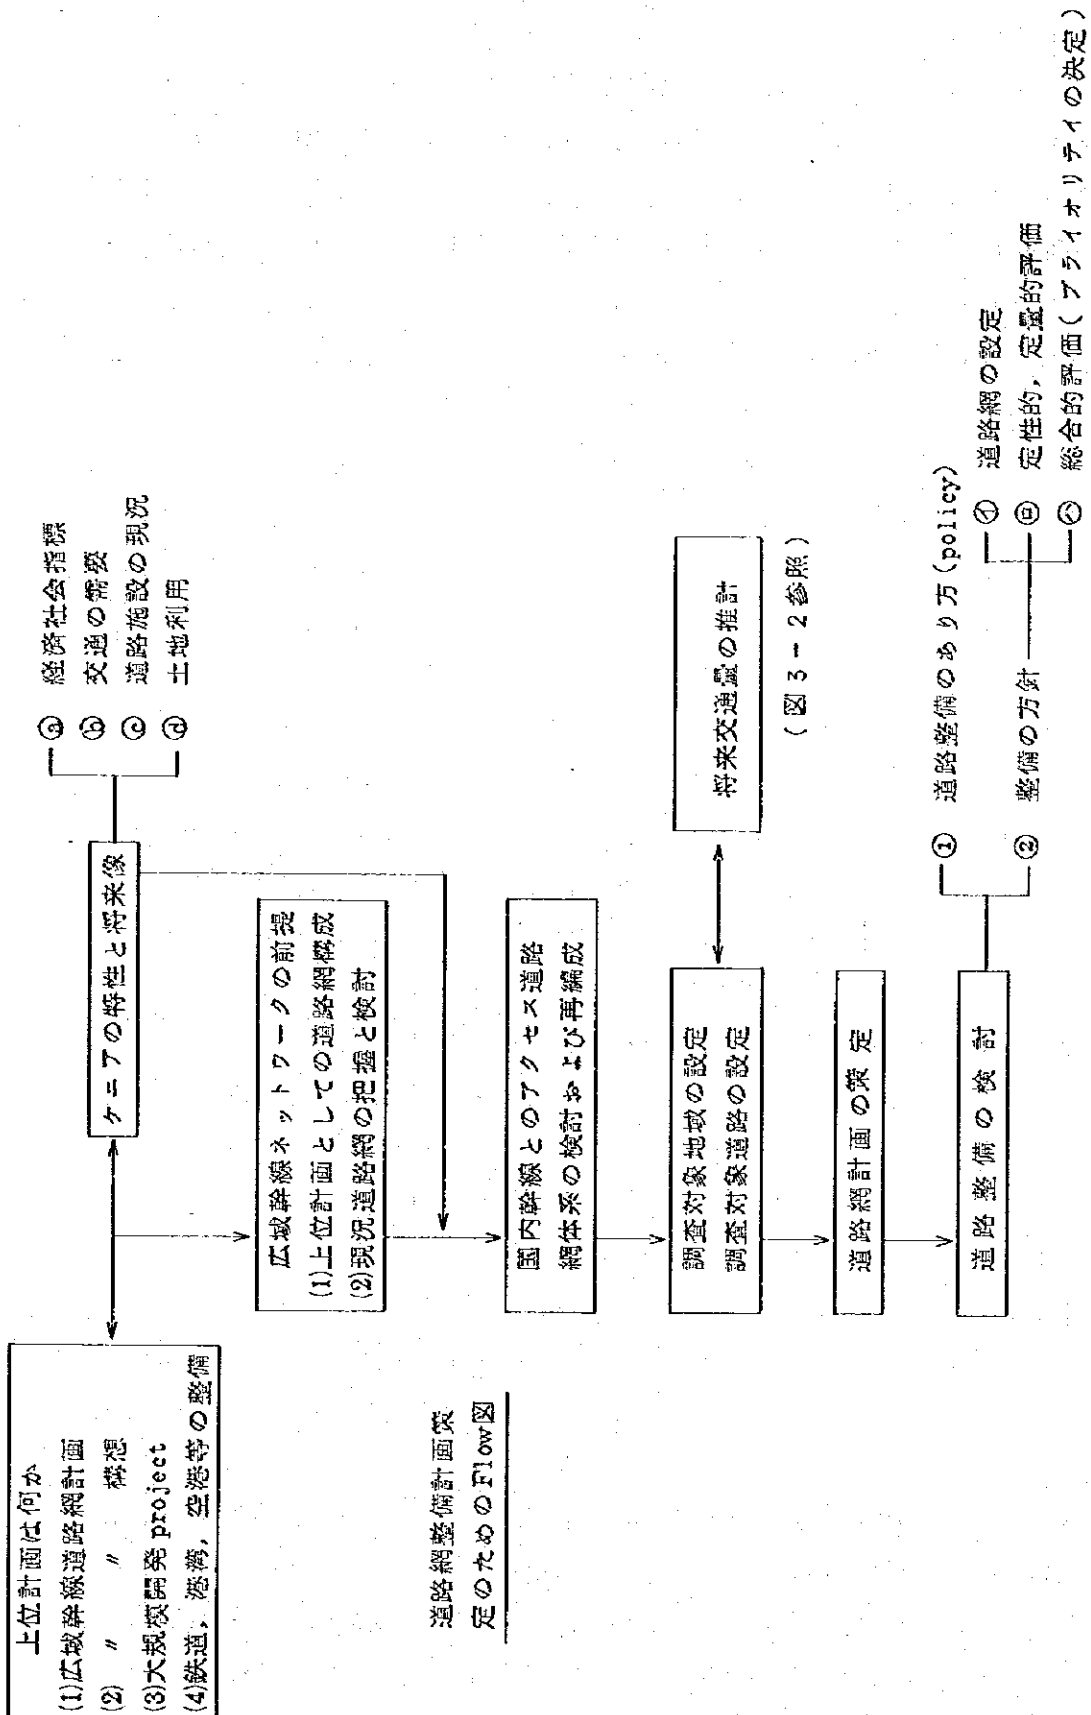 上位計画は何か
(1)広域幹線道路網計画
(2) 〃 〃 構想
(3)大規模開発project
(4)鉄道，港湾，空港等の整備
ケニアの特性と将来像
ⓐ 経済社会指標
ⓑ 交通の需要
ⓒ 道路施設の現況
ⓓ 土地利用
広域幹線ネットワークの前提
(1)上位計画としての道路網構成
(2)現況道路網の把握と検討
国内幹線とのアクセス道路
網体系の検討および再編成
調査対象地域の設定
調査対象道路の設定
将来交通量の推計
(図3-2参照)
道路網計画の策定
道路整備の検討
① 道路整備のあり方(policy)
② 整備の方針
㋑ 道路網の設定
㋺ 定性的，定量的評価
㋩ 総合的評価(プライオリテイの決定)
道路網整備計画策
定のためのFlow図